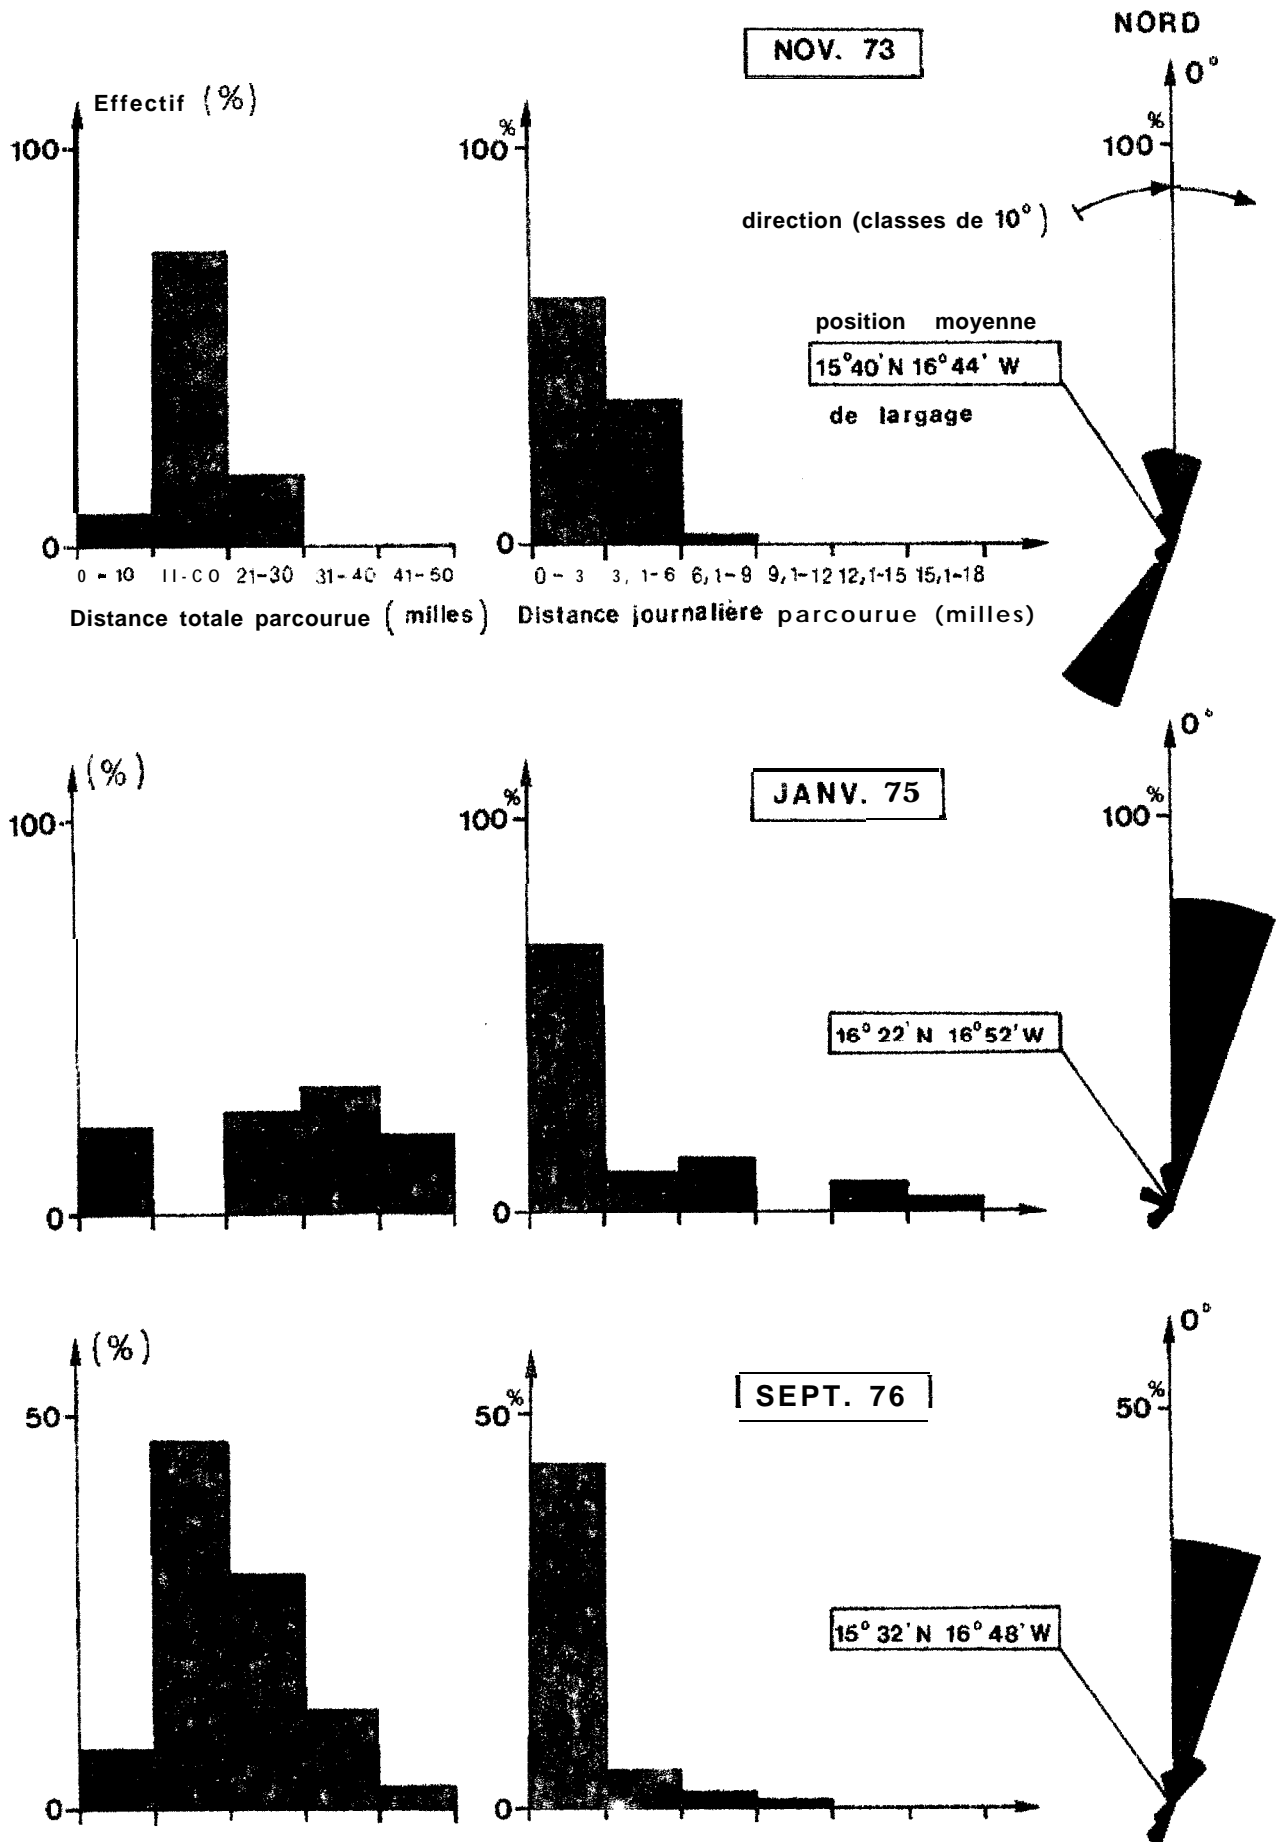 NORD
NOV. 73
0°
Effectif (%)
100
0
%
100
0
%
100
direction (classes de 10°)
position moyenne
15°40'N 16°44' W
de largage
0-10 11-CO 21-30 31-40 41-50
0-3 3,1-6 6,1-9 9,1-12 12,1-15 15,1-18
Distance totale parcourue (milles)
Distance journalière parcourue (milles)
0°
(%)
100
0
%
100
0
JANV. 75
%
100
16°22'N 16°52'W
0°
(%)
50
0
%
50
0
SEPT. 76
%
50
15°32'N 16°48'W